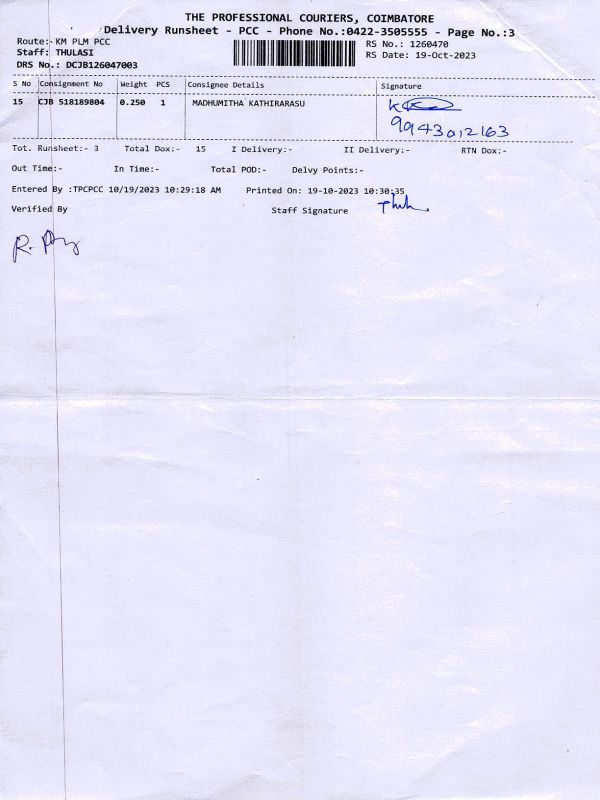 THE PROFESSIONAL COURIERS, COIMBATORE
Delivery Runsheet - PCC - Phone No.:0422-3505555 - Page No.:3
Route:- KM PLM PCC
RS No.: 1260470
Staff: THULASI
RS Date: 19-Oct-2023
DRS No.: DCJB126047003
S No Consignment No Weight PCS Consignee Details Signature
15 CJB 518189804 0.250 1 MADHUMITHA KATHIRARASU
9943012163
Tot. Runsheet:- 3 Total Dox:- 15 I Delivery:- II Delivery:- RTN Dox:-
Out Time:- In Time:- Total POD:- Delvy Points:-
Entered By :TPCPCC 10/19/2023 10:29:18 AM Printed On: 19-10-2023 10:30:35
Verified By Staff Signature